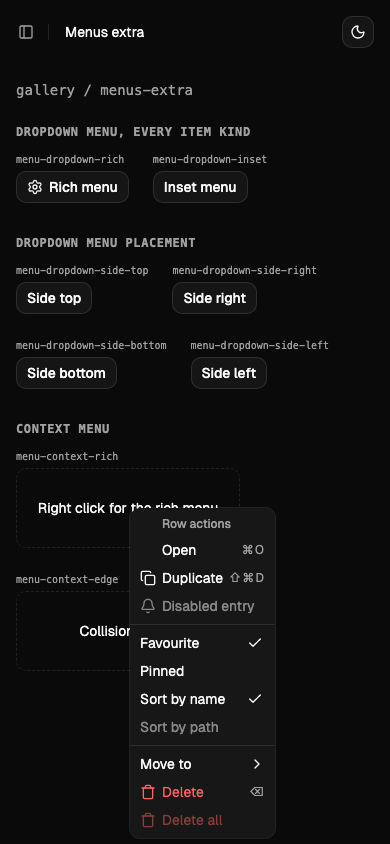 Menus extra
gallery / menus-extra
DROPDOWN MENU, EVERY ITEM KIND
menu-dropdown-rich menu-dropdown-inset
Rich menu Inset menu
DROPDOWN MENU PLACEMENT
menu-dropdown-side-top menu-dropdown-side-right
Side top Side right
menu-dropdown-side-bottom menu-dropdown-side-left
Side bottom Side left
CONTEXT MENU
menu-context-rich
Right click for the rich menu
menu-context-edge
Collision
Row actions
Open ⌘O
Duplicate ⇧⌘D
Disabled entry
Favourite
Pinned
Sort by name
Sort by path
Move to
Delete ⌫
Delete all